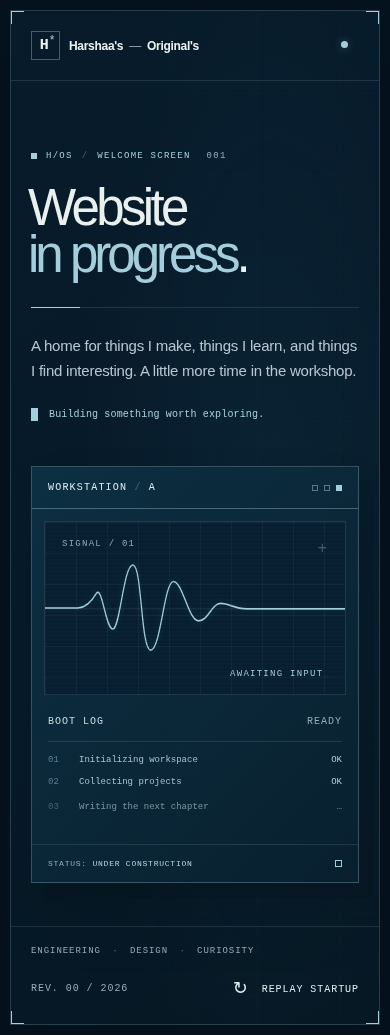 H*
Harshaa's — Original's
H/OS / WELCOME SCREEN 001
Website
in progress.
A home for things I make, things I learn, and things
I find interesting. A little more time in the workshop.
Building something worth exploring.
WORKSTATION / A
SIGNAL / 01
AWAITING INPUT
BOOT LOG READY
01 Initializing workspace OK
02 Collecting projects OK
03 Writing the next chapter …
STATUS: UNDER CONSTRUCTION
ENGINEERING · DESIGN · CURIOSITY
REV. 00 / 2026 ↻ REPLAY STARTUP